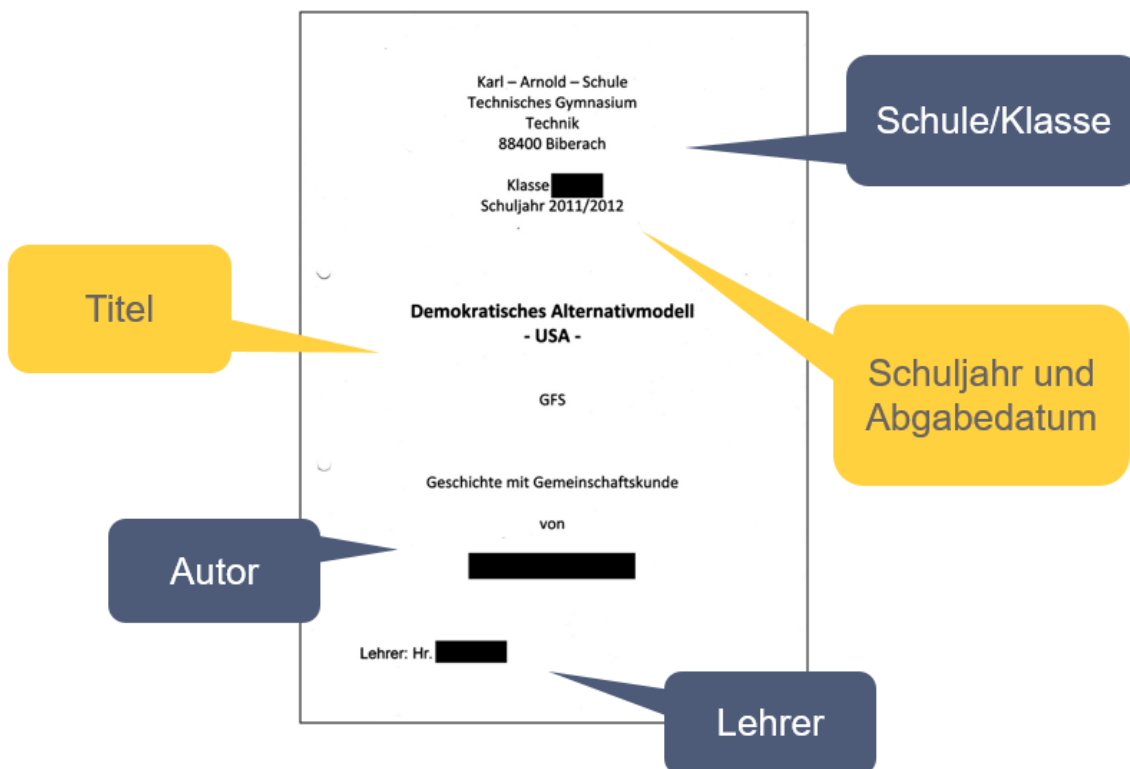 Karl – Arnold – Schule
Technisches Gymnasium
Technik
88400 Biberach
Klasse
Schuljahr 2011/2012
Demokratisches Alternativmodell
- USA -
GFS
Geschichte mit Gemeinschaftskunde
von
Lehrer: Hr.
Schule/Klasse
Titel
Schuljahr und
Abgabedatum
Autor
Lehrer